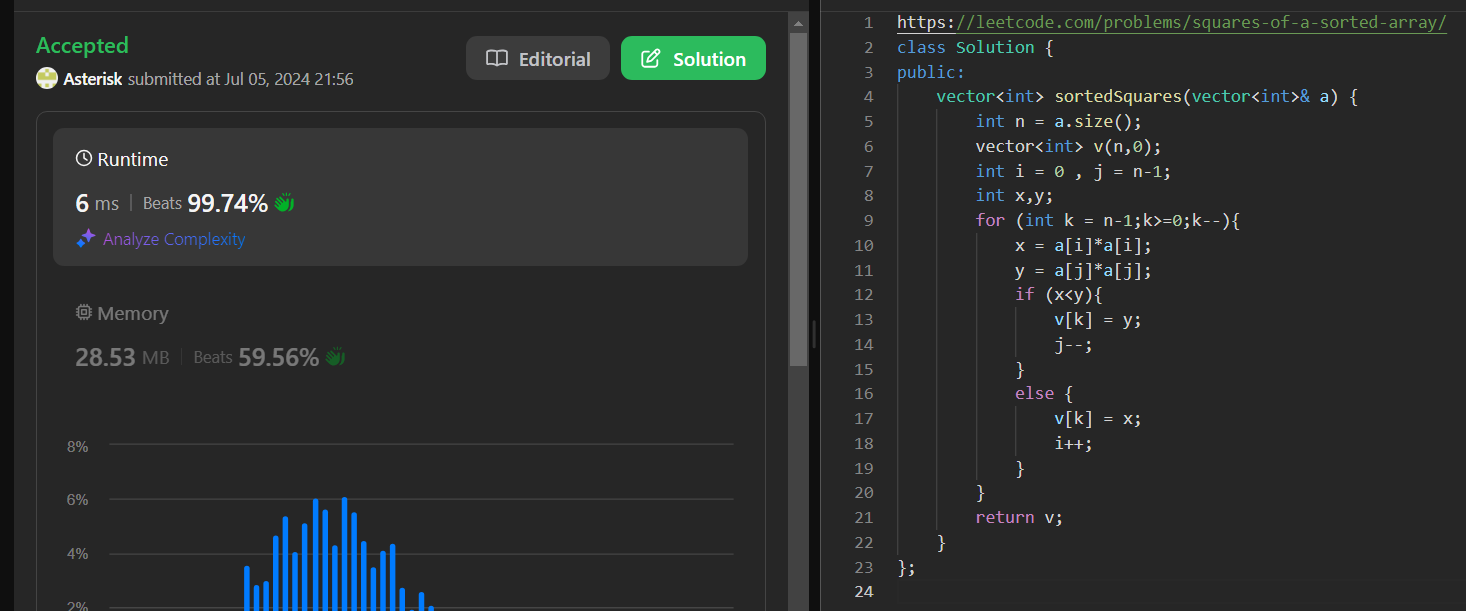 Accepted
Asterisk submitted at Jul 05, 2024 21:56
Editorial
Solution
Runtime
6 ms | Beats 99.74%
Analyze Complexity
Memory
28.53 MB | Beats 59.56%
8%
6%
4%
2%
1 https://leetcode.com/problems/squares-of-a-sorted-array/
2 class Solution {
3 public:
4     vector<int> sortedSquares(vector<int>& a) {
5         int n = a.size();
6         vector<int> v(n,0);
7         int i = 0 , j = n-1;
8         int x,y;
9         for (int k = n-1;k>=0;k--){
10             x = a[i]*a[i];
11             y = a[j]*a[j];
12             if (x<y){
13                 v[k] = y;
14                 j--;
15             }
16             else {
17                 v[k] = x;
18                 i++;
19             }
20         }
21         return v;
22     }
23 };
24